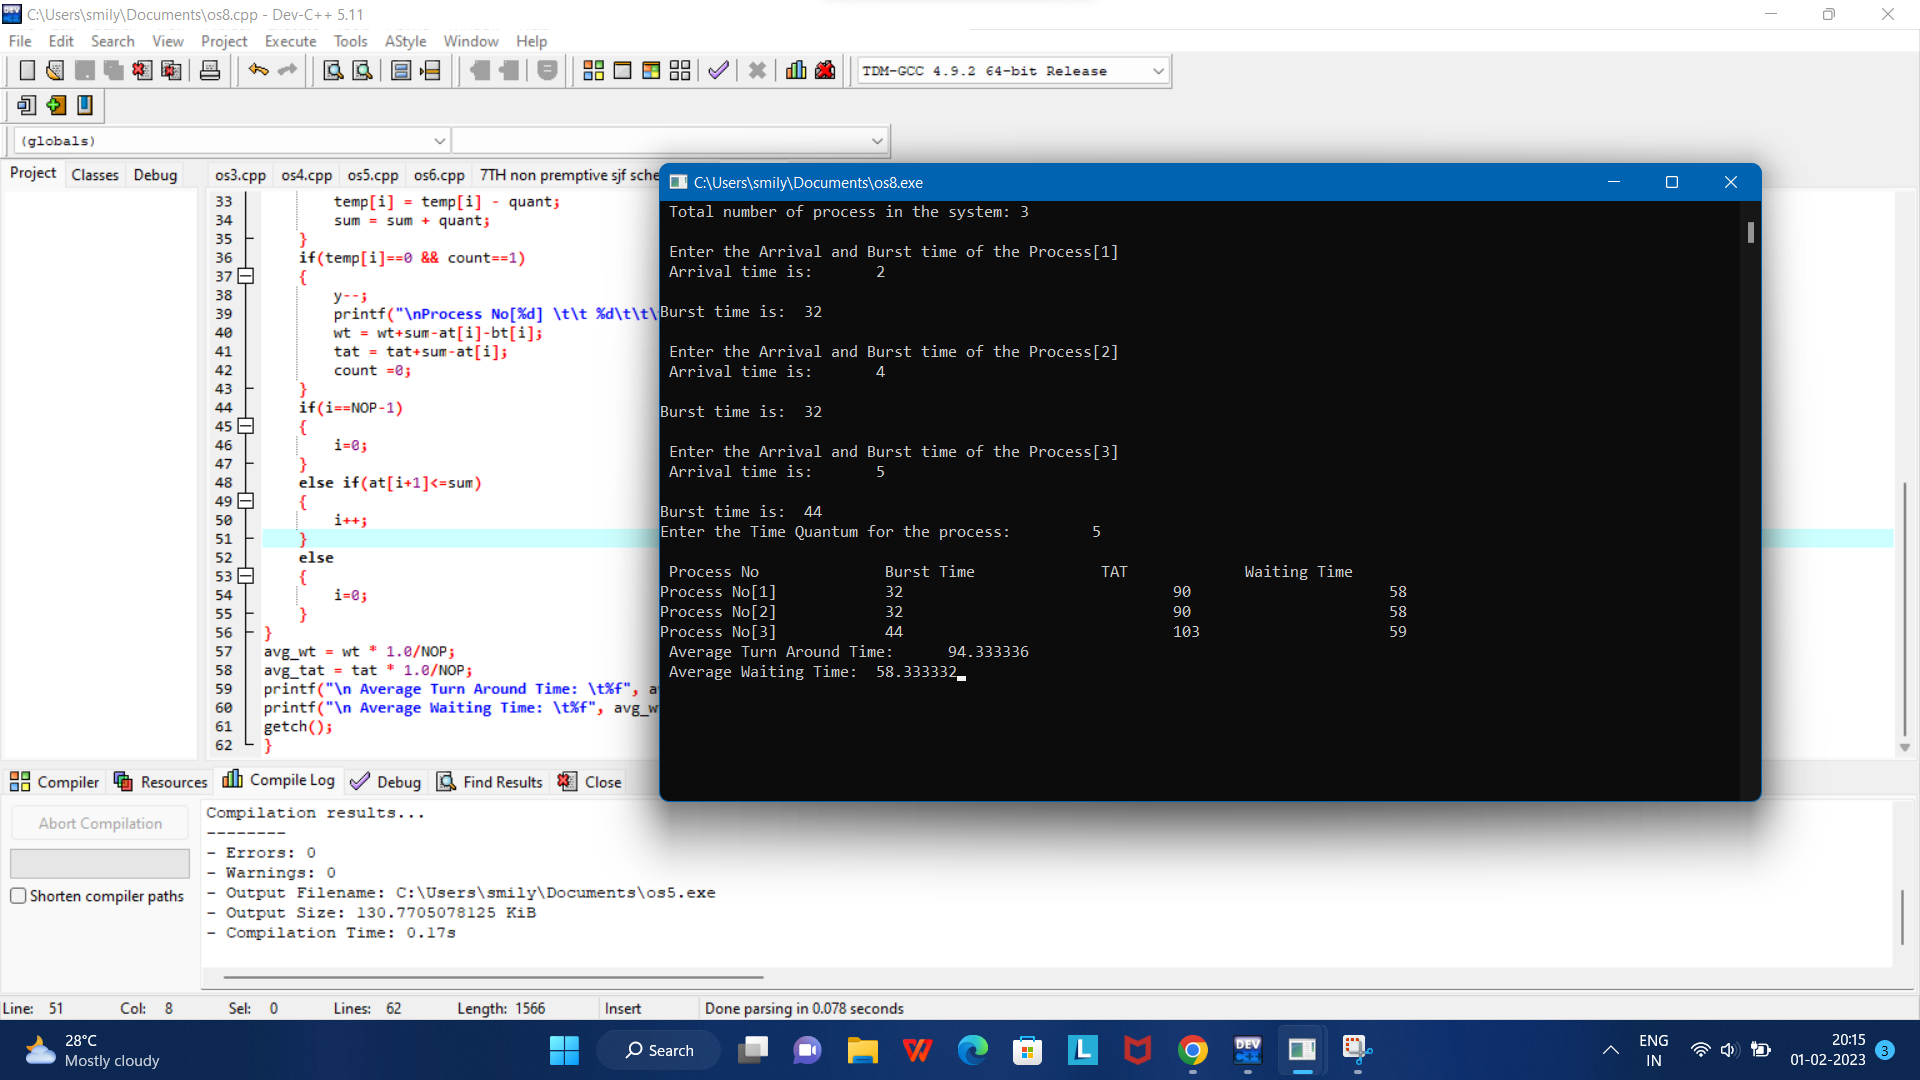 C:\Users\smily\Documents\os8.cpp - Dev-C++ 5.11
File Edit Search View Project Execute Tools AStyle Window Help
TDM-GCC 4.9.2 64-bit Release
(globals)
Project Classes Debug
os3.cpp os4.cpp os5.cpp os6.cpp 7TH non premptive sjf sche
33 temp[i] = temp[i] - quant;
34 sum = sum + quant;
35 }
36 if(temp[i]==0 && count==1)
37 {
38 y--;
39 printf("\nProcess No[%d] \t\t %d\t\t\
40 wt = wt+sum-at[i]-bt[i];
41 tat = tat+sum-at[i];
42 count =0;
43 }
44 if(i==NOP-1)
45 {
46 i=0;
47 }
48 else if(at[i+1]<=sum)
49 {
50 i++;
51 }
52 else
53 {
54 i=0;
55 }
56 }
57 avg_wt = wt * 1.0/NOP;
58 avg_tat = tat * 1.0/NOP;
59 printf("\n Average Turn Around Time: \t%f", a
60 printf("\n Average Waiting Time: \t%f", avg_w
61 getch();
62 }
C:\Users\smily\Documents\os8.exe
Total number of process in the system: 3
Enter the Arrival and Burst time of the Process[1]
Arrival time is: 2
Burst time is: 32
Enter the Arrival and Burst time of the Process[2]
Arrival time is: 4
Burst time is: 32
Enter the Arrival and Burst time of the Process[3]
Arrival time is: 5
Burst time is: 44
Enter the Time Quantum for the process: 5
Process No Burst Time TAT Waiting Time
Process No[1] 32 90 58
Process No[2] 32 90 58
Process No[3] 44 103 59
Average Turn Around Time: 94.333336
Average Waiting Time: 58.333332
Compiler Resources Compile Log Debug Find Results Close
Abort Compilation
Shorten compiler paths
Compilation results...
--------
- Errors: 0
- Warnings: 0
- Output Filename: C:\Users\smily\Documents\os5.exe
- Output Size: 130.7705078125 KiB
- Compilation Time: 0.17s
Line: 51 Col: 8 Sel: 0 Lines: 62 Length: 1566 Insert Done parsing in 0.078 seconds
28°C
Mostly cloudy
Search
L
DEV
C++
ENG
IN
20:15
01-02-2023
3